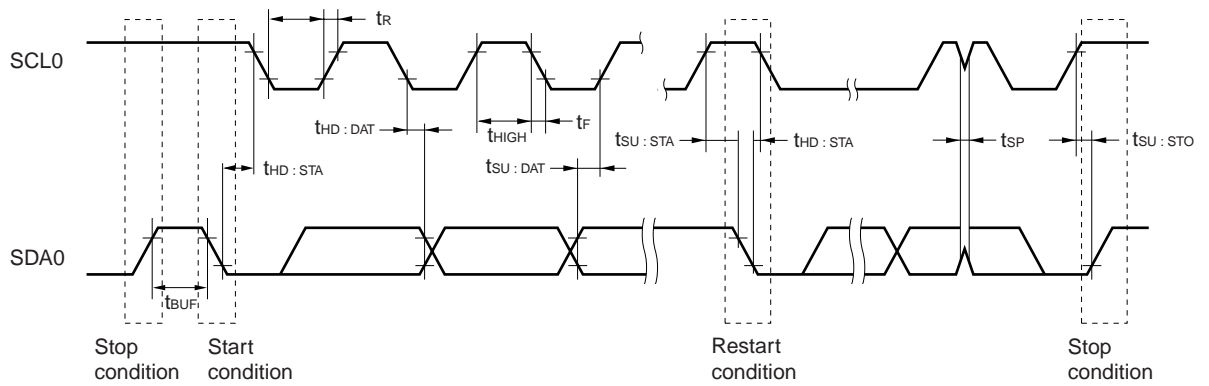 tR
SCL0
tHD : DAT
tHIGH
tF
tSU : STA
tHD : STA
tSP
tSU : STO
tHD : STA
tSU : DAT
SDA0
tBUF
Stop
condition
Start
condition
Restart
condition
Stop
condition